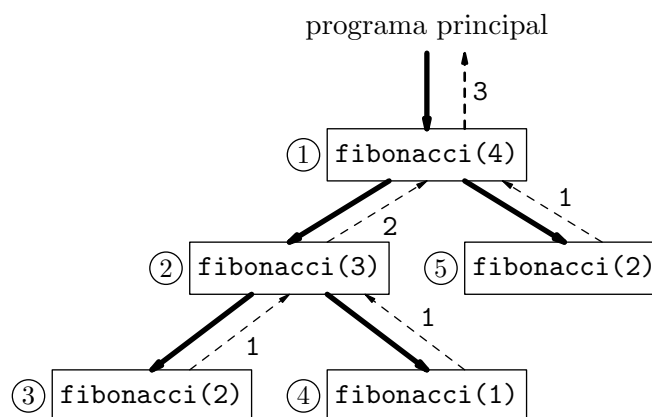 programa principal
3
① fibonacci(4)
2 1
② fibonacci(3) ⑤ fibonacci(2)
1 1
③ fibonacci(2) ④ fibonacci(1)